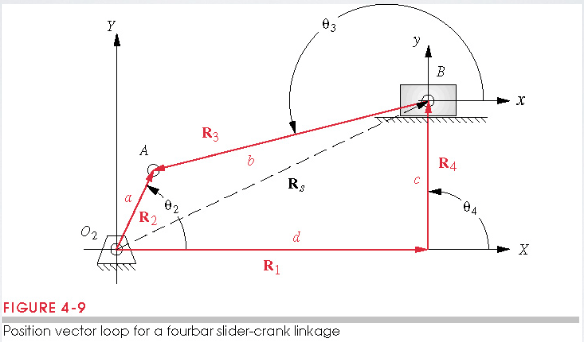 Y
θ3
y
B
x
R3
A
b
R4
a
Rs
c
θ2
R2
θ4
O2
d
X
R1
FIGURE 4-9
Position vector loop for a fourbar slider-crank linkage